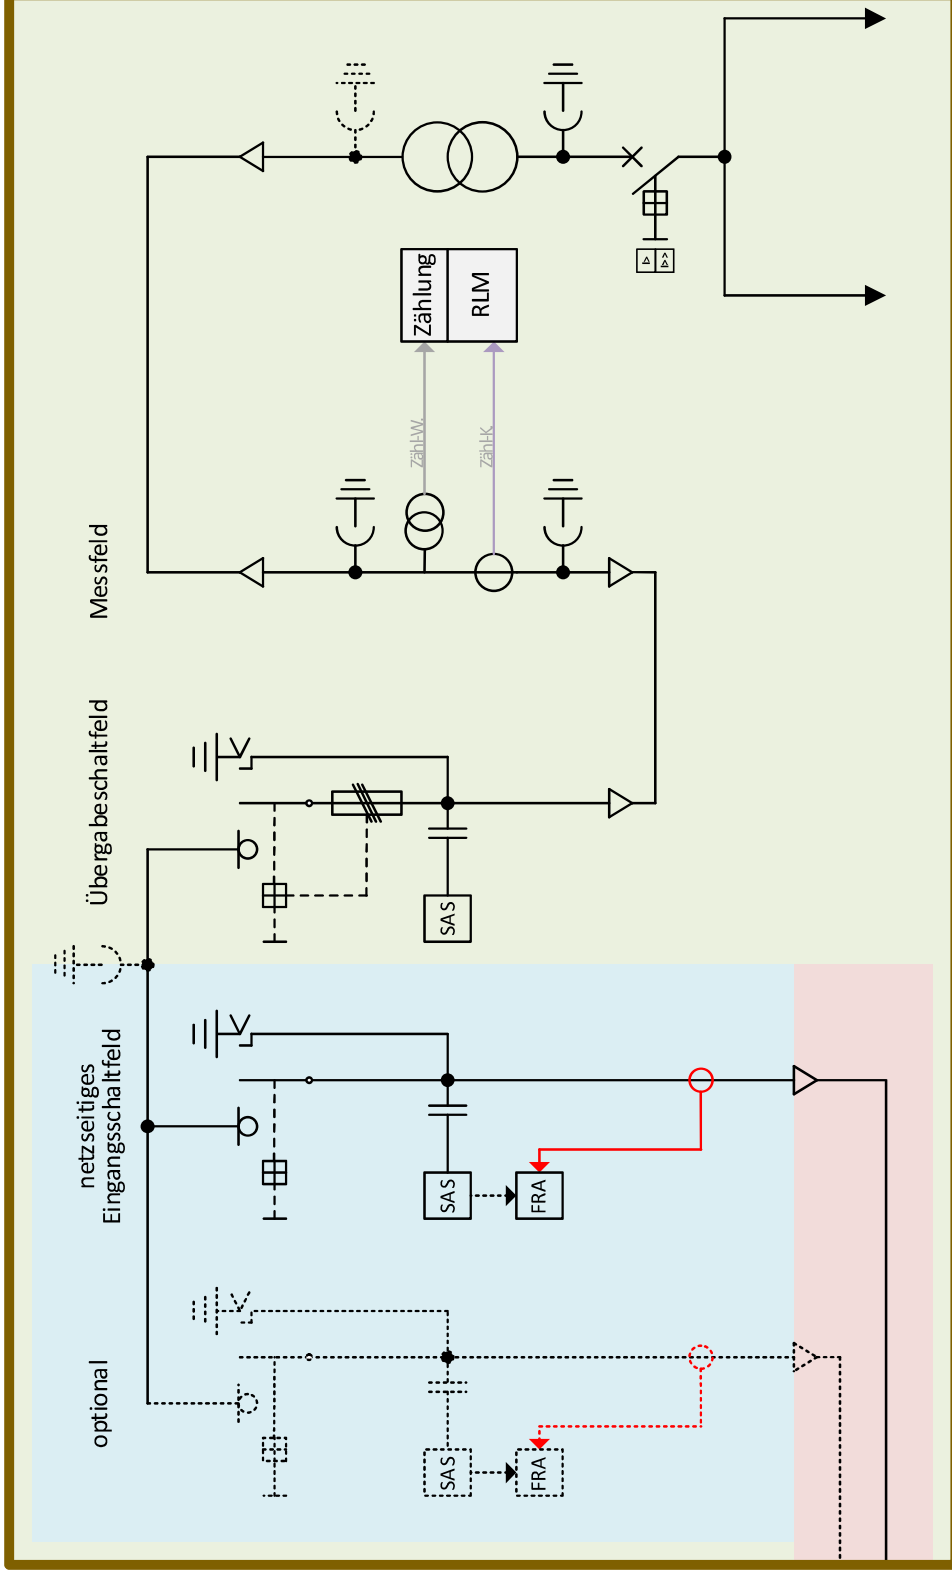 optional
netzseitiges
Eingangsschaltfeld
Übergabeschaltfeld
Messfeld
SAS
FRA
SAS
FRA
SAS
Zähl-W.
Zähl-K.
Zählung
RLM
I>
I>>